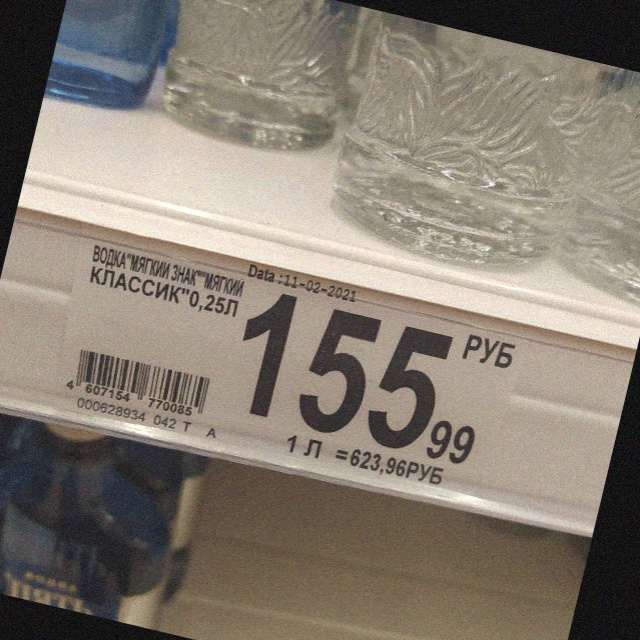 ВОДКА"МЯГКИЙ ЗНАК""МЯГКИЙ
КЛАССИК"0,25Л
Data :11-02-2021
155 99
РУБ
4 607154 770085
000628934 042 Т А
1 Л =623,96РУБ